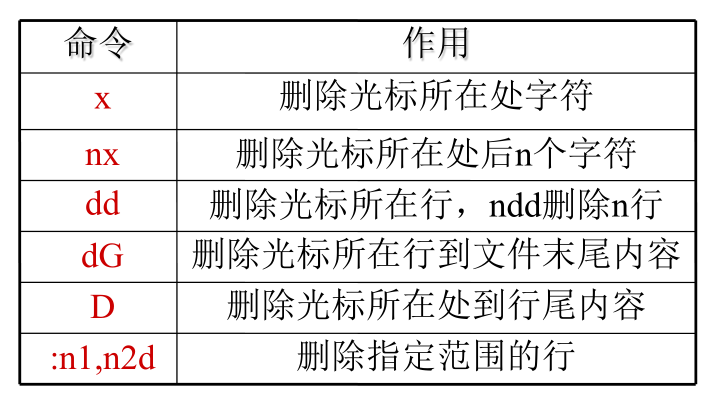 命令 作用
x 删除光标所在处字符
nx 删除光标所在处后n个字符
dd 删除光标所在行，ndd删除n行
dG 删除光标所在行到文件末尾内容
D 删除光标所在处到行尾内容
:n1,n2d 删除指定范围的行